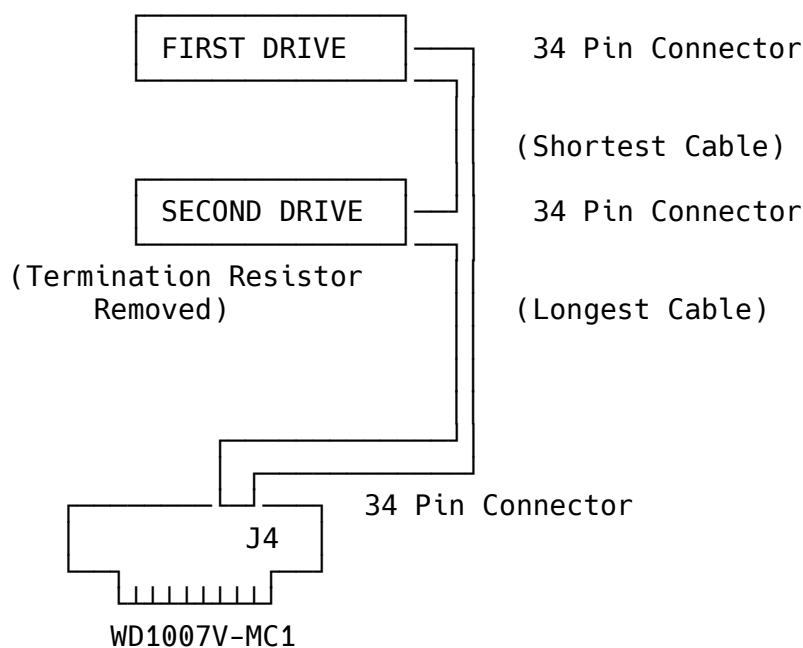 FIRST DRIVE 34 Pin Connector
(Shortest Cable)
SECOND DRIVE 34 Pin Connector
(Termination Resistor
Removed) (Longest Cable)
34 Pin Connector
J4
WD1007V-MC1